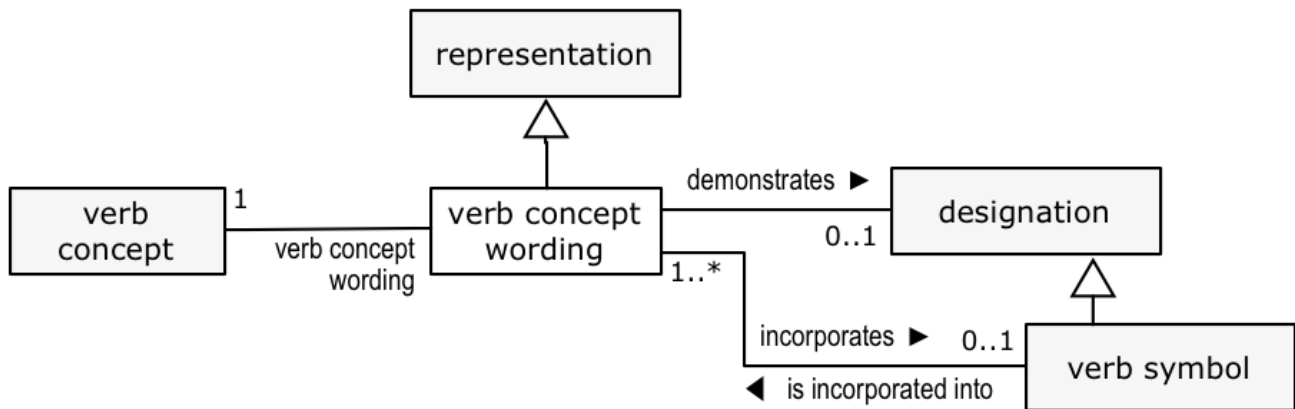 representation
demonstrates ►
verb
concept
1
verb concept
wording
verb concept
wording
designation
0..1
1..*
incorporates ►
0..1
verb symbol
◄ is incorporated into